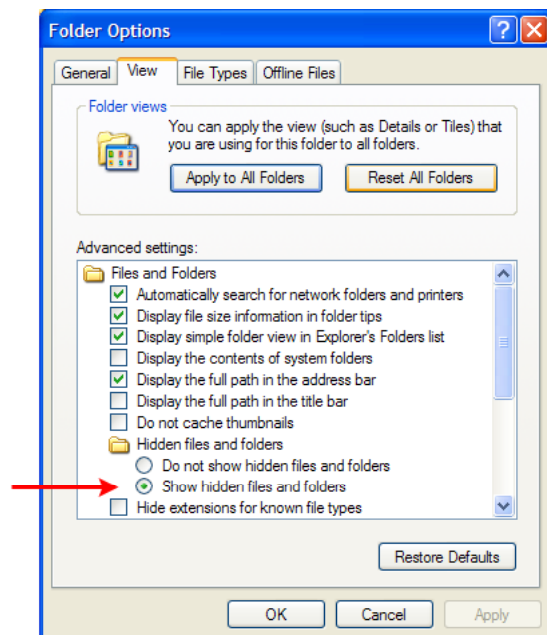 Folder Options
General View File Types Offline Files
Folder views
You can apply the view (such as Details or Tiles) that
you are using for this folder to all folders.
Apply to All Folders Reset All Folders
Advanced settings:
Files and Folders
Automatically search for network folders and printers
Display file size information in folder tips
Display simple folder view in Explorer's Folders list
Display the contents of system folders
Display the full path in the address bar
Display the full path in the title bar
Do not cache thumbnails
Hidden files and folders
Do not show hidden files and folders
Show hidden files and folders
Hide extensions for known file types
Restore Defaults
OK Cancel Apply